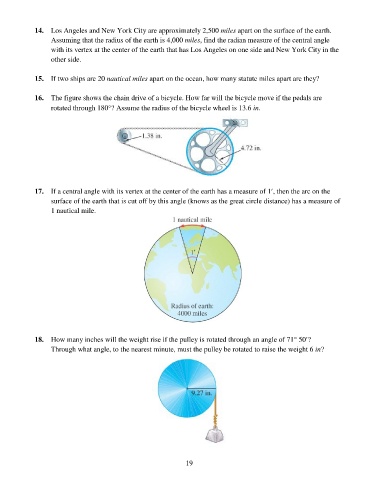 14. Los Angeles and New York City are approximately 2,500 miles apart on the surface of the earth.
Assuming that the radius of the earth is 4,000 miles, find the radian measure of the central angle
with its vertex at the center of the earth that has Los Angeles on one side and New York City in the
other side.
15. If two ships are 20 nautical miles apart on the ocean, how many statute miles apart are they?
16. The figure shows the chain drive of a bicycle. How far will the bicycle move if the pedals are
rotated through 180°? Assume the radius of the bicycle wheel is 13.6 in.
1.38 in.
4.72 in.
17. If a central angle with its vertex at the center of the earth has a measure of 1′, then the arc on the
surface of the earth that is cut off by this angle (knows as the great circle distance) has a measure of
1 nautical mile.
1 nautical mile
1′
Radius of earth:
4000 miles
18. How many inches will the weight rise if the pulley is rotated through an angle of 71° 50′?
Through what angle, to the nearest minute, must the pulley be rotated to raise the weight 6 in?
9.27 in.
19